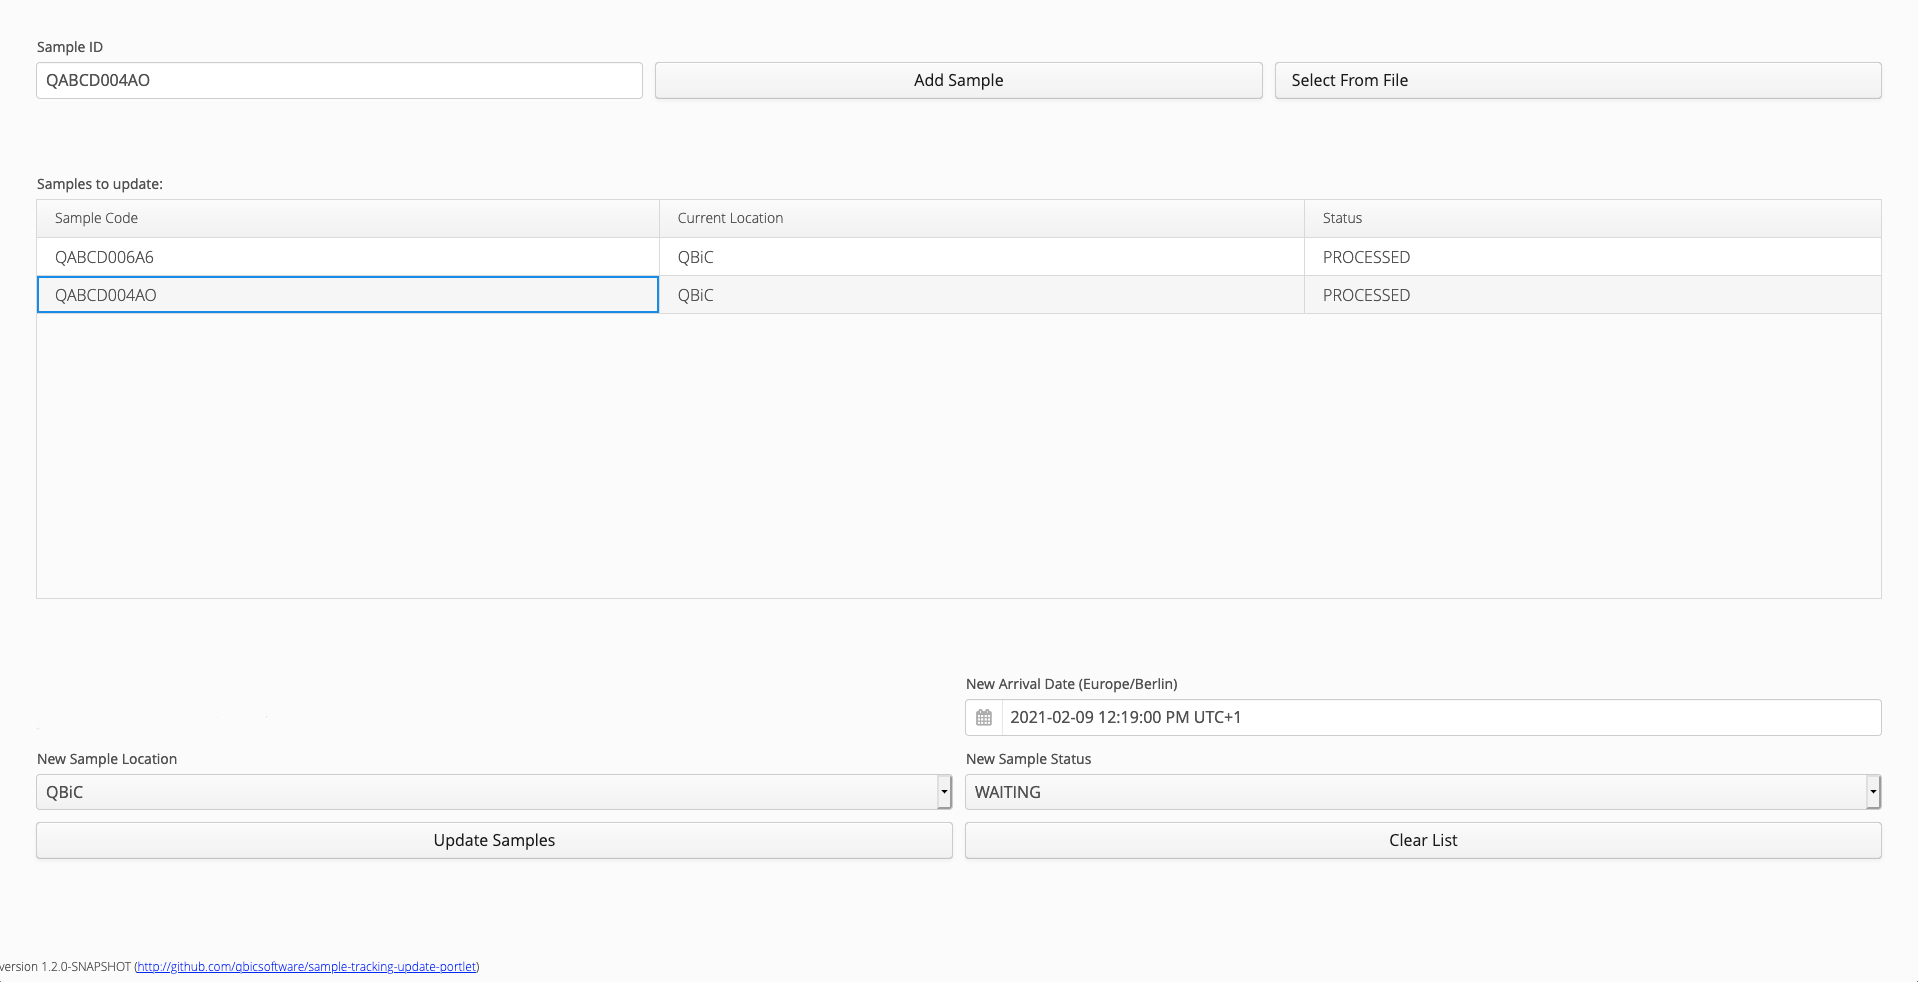 Sample ID
QABCD004AO
Add Sample
Select From File
Samples to update:
Sample Code Current Location Status
QABCD006A6 QBiC PROCESSED
QABCD004AO QBiC PROCESSED
New Arrival Date (Europe/Berlin)
2021-02-09 12:19:00 PM UTC+1
New Sample Location
New Sample Status
QBiC
WAITING
Update Samples
Clear List
version 1.2.0-SNAPSHOT (http://github.com/qbicsoftware/sample-tracking-update-portlet)